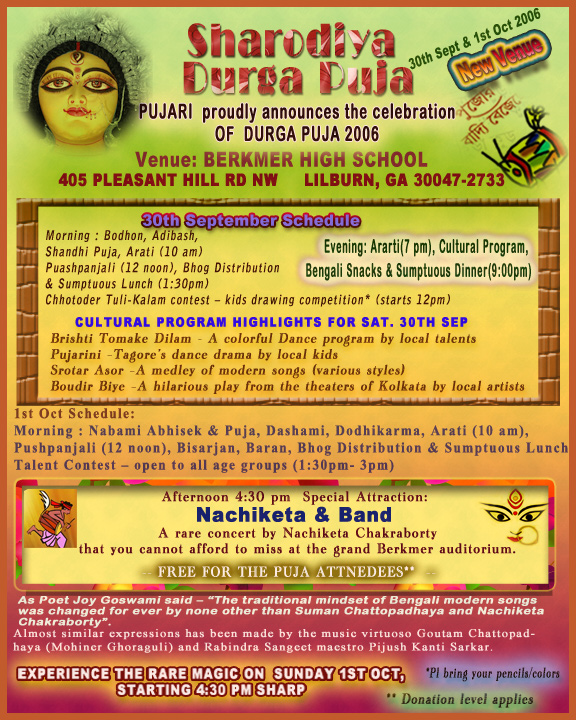 Sharodiya
Durga Puja
30th Sept & 1st Oct 2006
New Venue
পুজোর
বাদ্যি বেজে
PUJARI proudly announces the celebration
OF DURGA PUJA 2006
Venue: BERKMER HIGH SCHOOL
405 PLEASANT HILL RD NW LILBURN, GA 30047-2733
30th September Schedule
Morning : Bodhon, Adibash,
Shandhi Puja, Arati (10 am)
Puashpanjali (12 noon), Bhog Distribution
& Sumptuous Lunch (1:30pm)
Chhotoder Tuli-Kalam contest – kids drawing competition* (starts 12pm)
Evening: Ararti(7 pm), Cultural Program,
Bengali Snacks & Sumptuous Dinner(9:00pm)
CULTURAL PROGRAM HIGHLIGHTS FOR SAT. 30TH SEP
Brishti Tomake Dilam - A colorful Dance program by local talents
Pujarini -Tagore's dance drama by local kids
Srotar Asor -A medley of modern songs (various styles)
Boudir Biye -A hilarious play from the theaters of Kolkata by local artists
1st Oct Schedule:
Morning : Nabami Abhisek & Puja, Dashami, Dodhikarma, Arati (10 am),
Pushpanjali (12 noon), Bisarjan, Baran, Bhog Distribution & Sumptuous Lunch
Talent Contest – open to all age groups (1:30pm- 3pm)
Afternoon 4:30 pm Special Attraction:
Nachiketa & Band
A rare concert by Nachiketa Chakraborty
that you cannot afford to miss at the grand Berkmer auditorium.
– FREE FOR THE PUJA ATTNEDEES** –
As Poet Joy Goswami said – "The traditional mindset of Bengali modern songs
was changed for ever by none other than Suman Chattopadhaya and Nachiketa
Chakraborty".
Almost similar expressions has been made by the music virtuoso Goutam Chattopad-
haya (Mohiner Ghoraguli) and Rabindra Sangeet maestro Pijush Kanti Sarkar.
EXPERIENCE THE RARE MAGIC ON SUNDAY 1ST OCT,
STARTING 4:30 PM SHARP
*Pl bring your pencils/colors
** Donation level applies